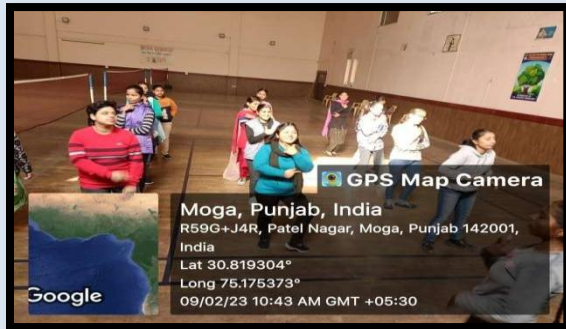 GPS Map Camera
Moga, Punjab, India
R59G+J4R, Patel Nagar, Moga, Punjab 142001,
India
Lat 30.819304°
Long 75.175373°
09/02/23 10:43 AM GMT +05:30
Google